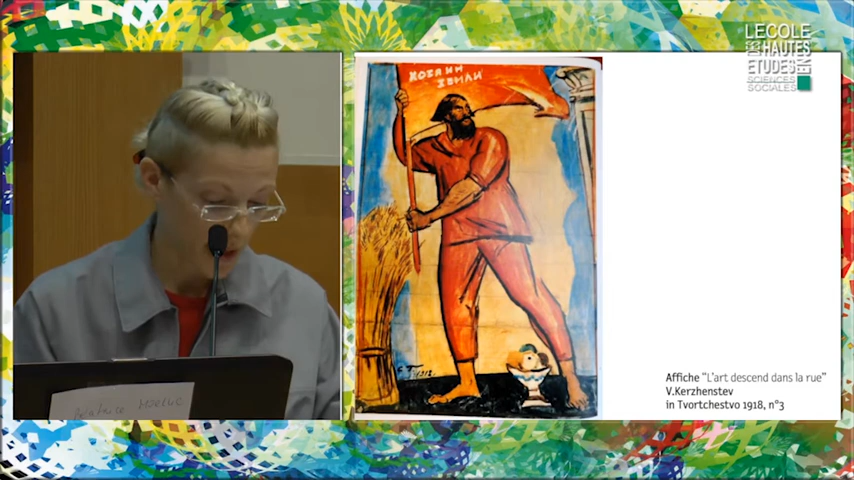 L'ECOLE
DES HAUTES
ETUDES EN
SCIENCES
SOCIALES
ХОЗЯИН
ЗЕМЛИ
Affiche "L'art descend dans la rue"
V.Kerzhenstev
in Tvortchestvo 1918, n°3